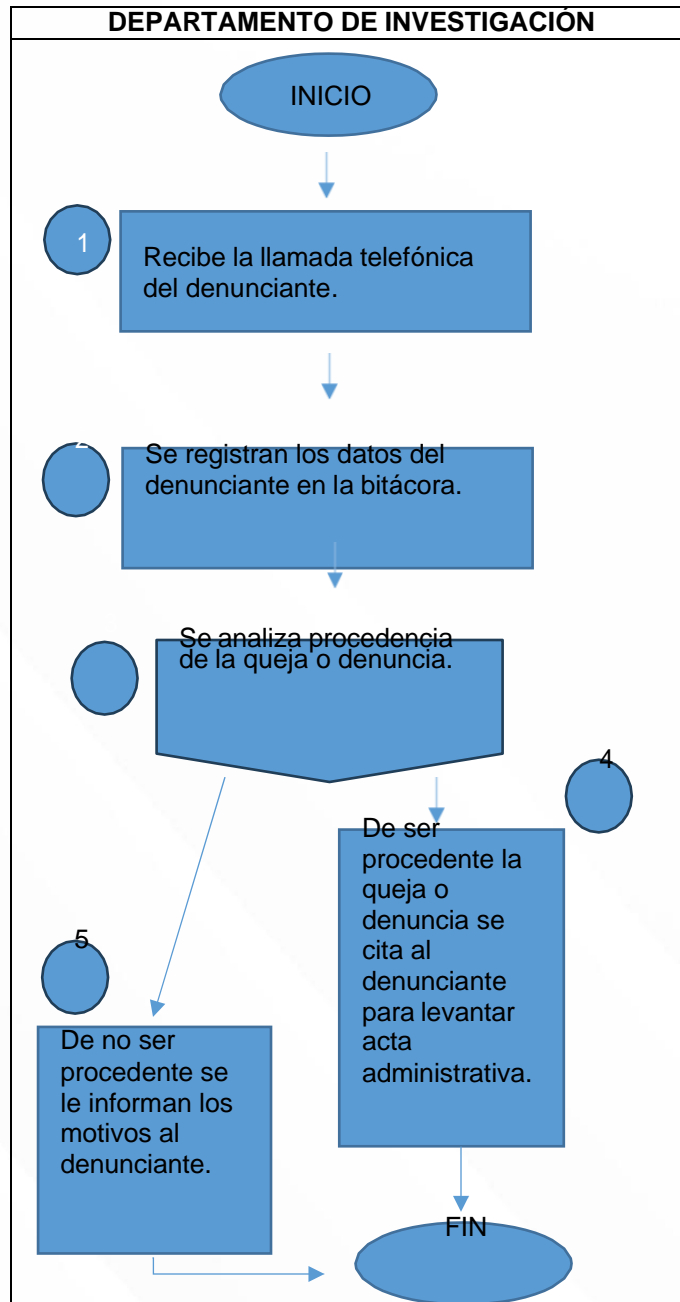 DEPARTAMENTO DE INVESTIGACIÓN
INICIO
1
Recibe la llamada telefónica
del denunciante.
2
Se registran los datos del
denunciante en la bitácora.
Se analiza procedencia
de la queja o denuncia.
4
De ser
procedente la
queja o
denuncia se
cita al
denunciante
para levantar
acta
administrativa.
5
De no ser
procedente se
le informan los
motivos al
denunciante.
FIN